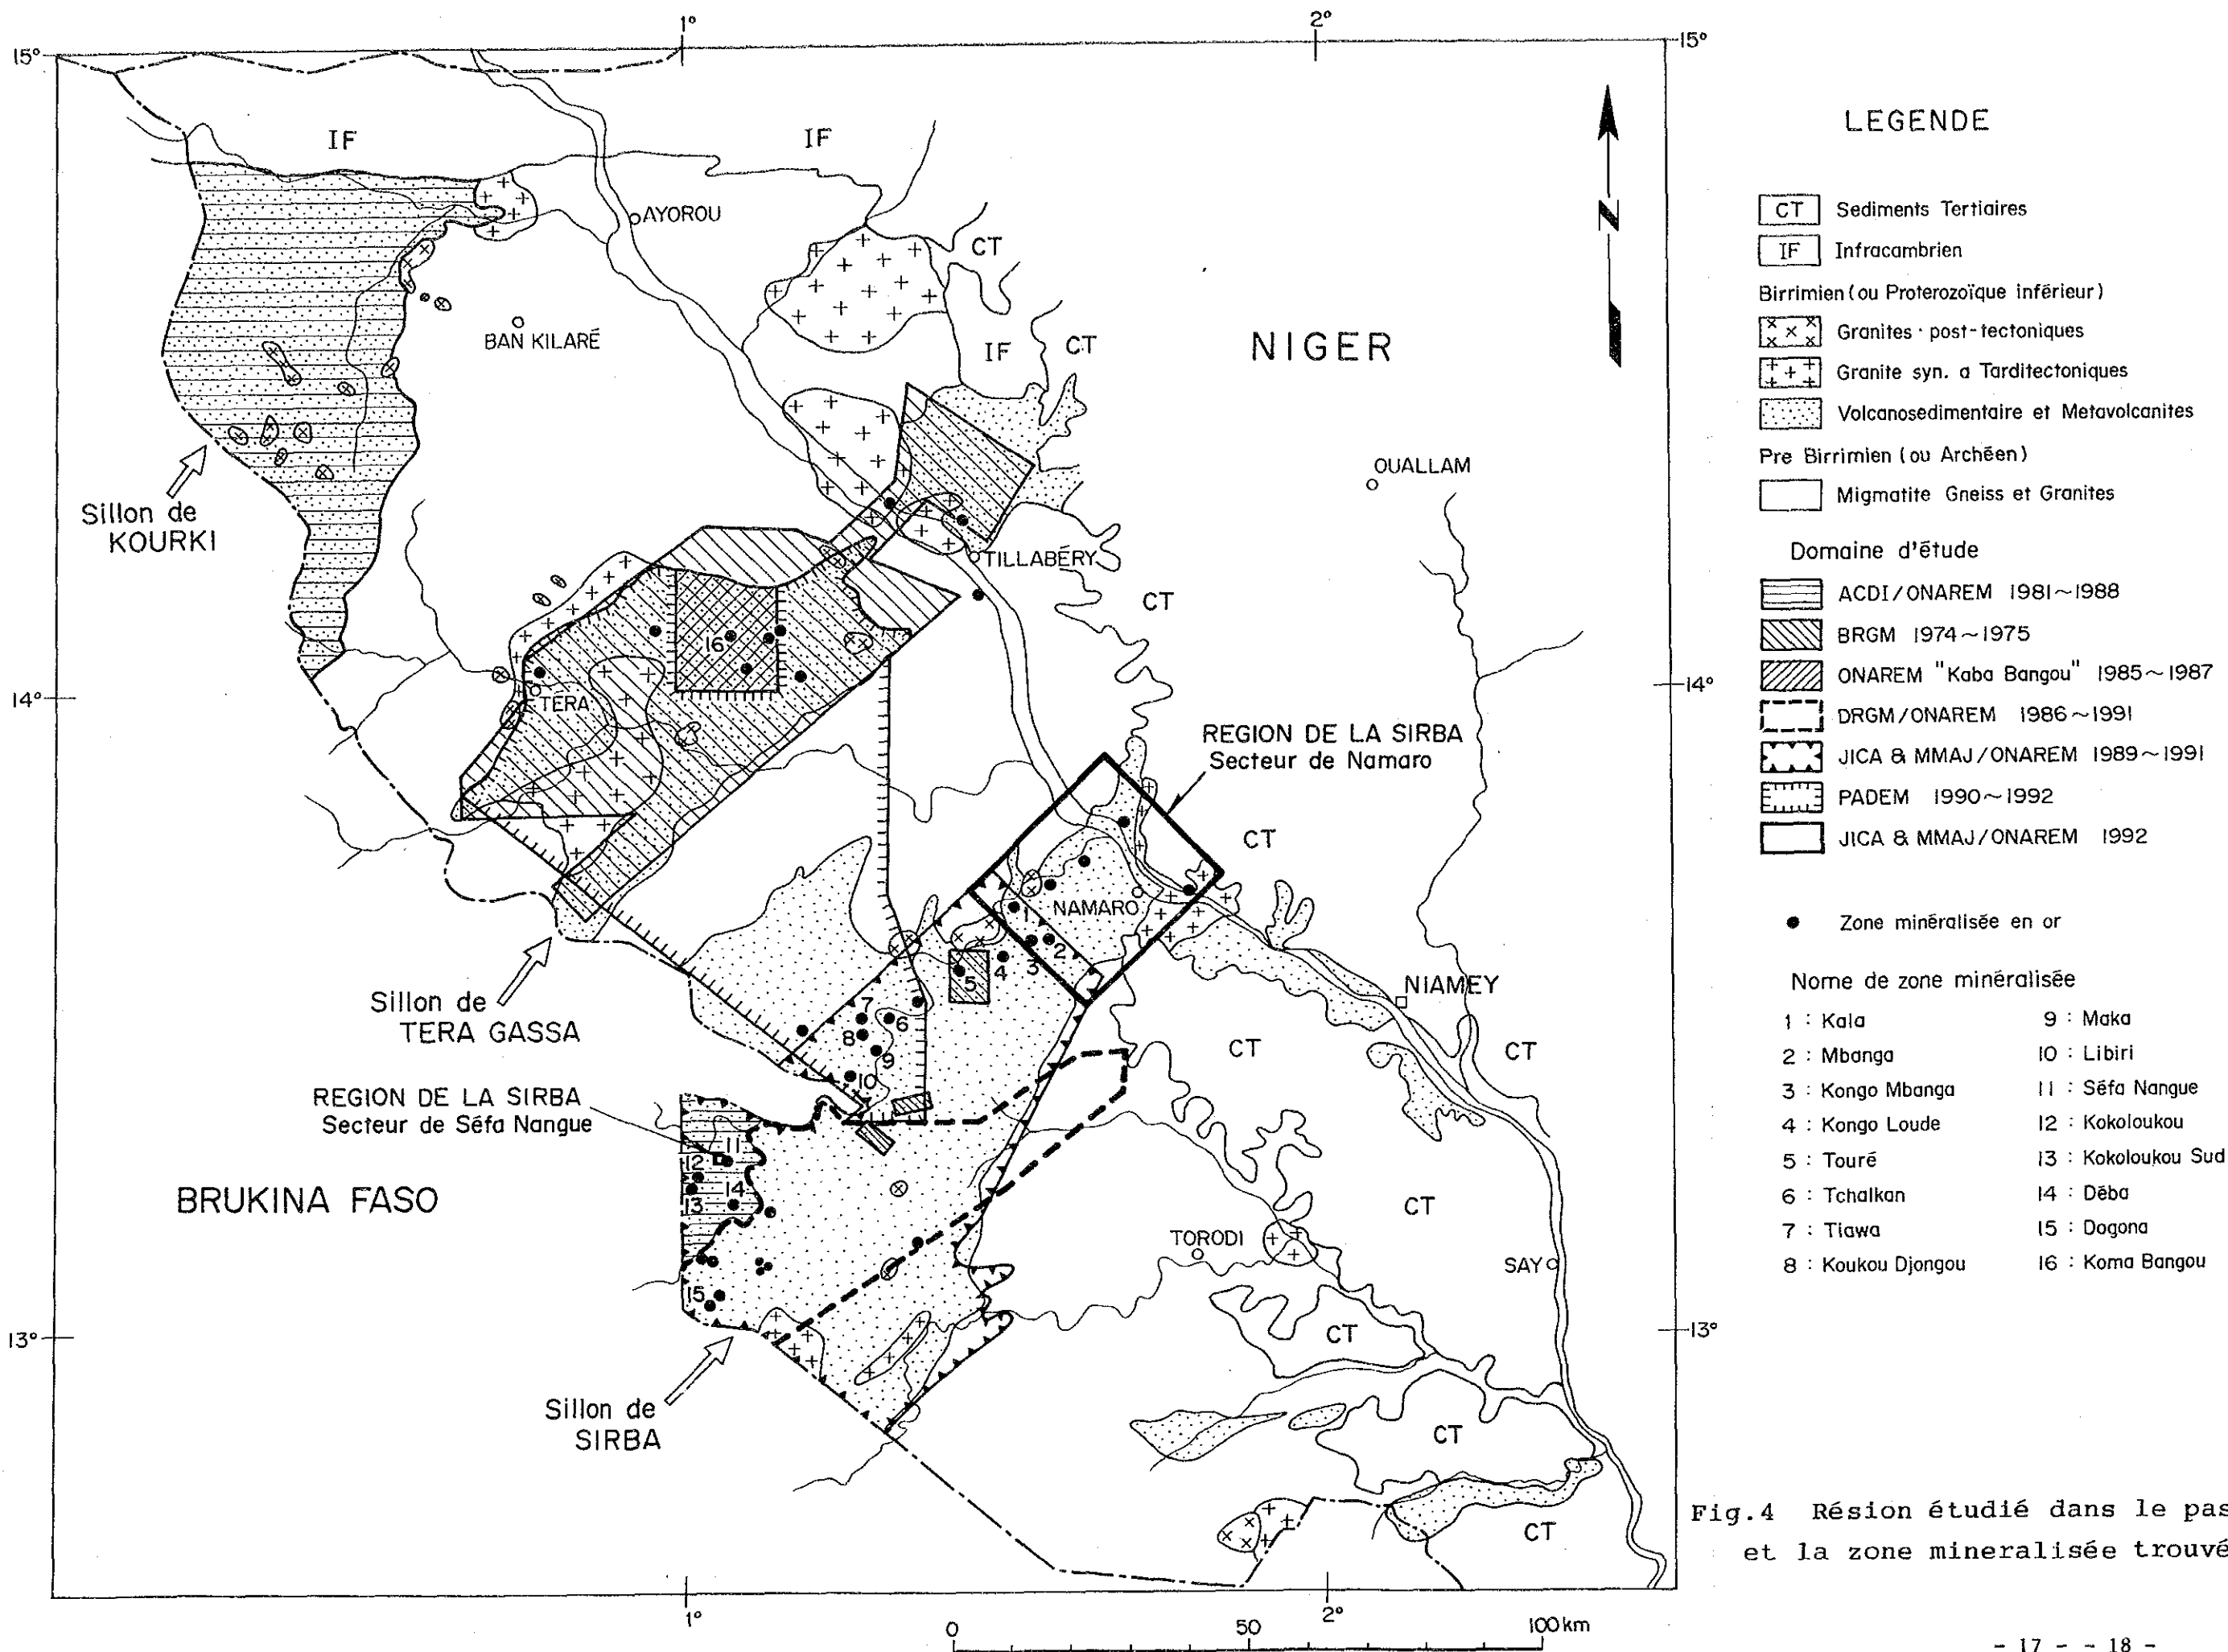 1°
2°
15°
15°
IF
IF
AYOROU
CT
BAN KILARÉ
NIGER
IF
CT
OUALLAM
Sillon de
KOURKI
TILLABÉRY
CT
16
TÉRA
14°
14°
REGION DE LA SIRBA
Secteur de Namaro
CT
NAMARO
1
2
3
4
5
NIAMEY
Sillon de
TERA GASSA
7
6
8
9
10
CT
CT
REGION DE LA SIRBA
Secteur de Séfa Nangue
11
12
13
14
BRUKINA FASO
CT
TORODI
SAY
15
13°
13°
CT
Sillon de
SIRBA
CT
CT
1°
2°
0
50
100km
N
LEGENDE
CT Sediments Tertiaires
IF Infracambrien
Birrimien (ou Proterozoïque inférieur)
Granites · post-tectoniques
Granite syn. a Tarditectoniques
Volcanosedimentaire et Metavolcanites
Pre Birrimien (ou Archéen)
Migmatite Gneiss et Granites
Domaine d'étude
ACDI/ONAREM 1981~1988
BRGM 1974~1975
ONAREM "Kaba Bangou" 1985~1987
DRGM/ONAREM 1986~1991
JICA & MMAJ/ONAREM 1989~1991
PADEM 1990~1992
JICA & MMAJ/ONAREM 1992
Zone minéralisée en or
Nome de zone minéralisée
1 : Kala
2 : Mbanga
3 : Kongo Mbanga
4 : Kongo Loude
5 : Touré
6 : Tchalkan
7 : Tiawa
8 : Koukou Djongou
9 : Maka
10 : Libiri
11 : Séfa Nangue
12 : Kokoloukou
13 : Kokoloukou Sud
14 : Déba
15 : Dogona
16 : Koma Bangou
Fig.4 Résion étudié dans le pas
et la zone mineralisée trouvé
- 17 - - 18 -